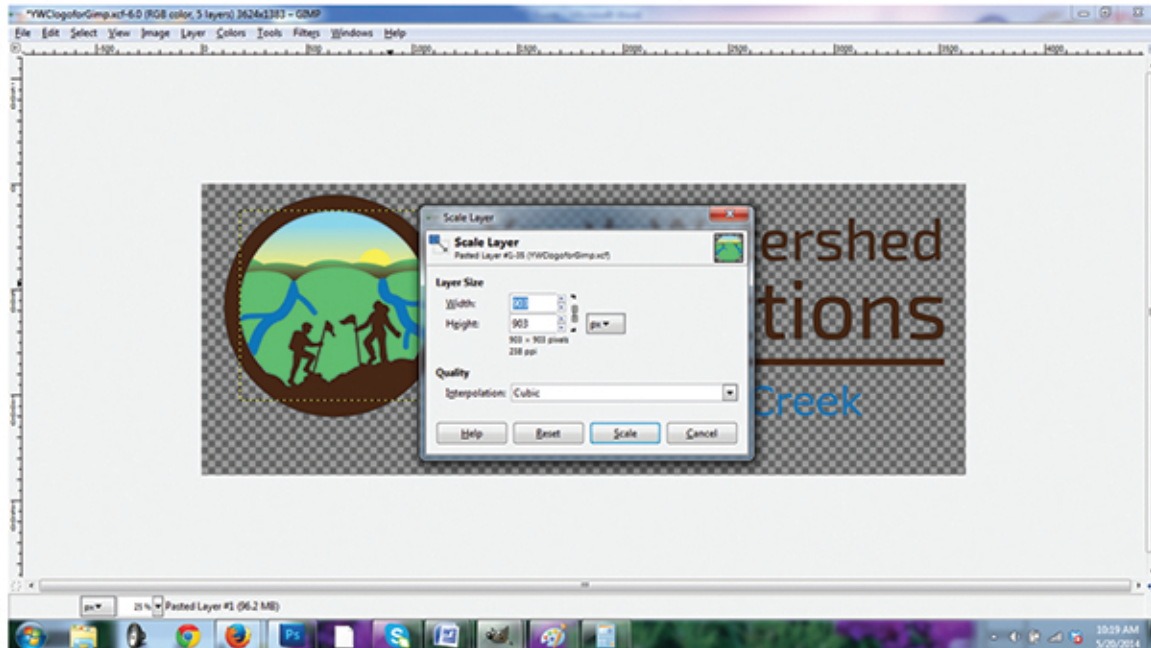 *YWClogoforGimp.xcf-6.0 (RGB color, 5 layers) 3624x1383 – GIMP
File Edit Select View Image Layer Colors Tools Filters Windows Help
Scale Layer
Scale Layer
Pasted Layer #1-35 (YWClogoforGimp.xcf)
Layer Size
Width: 903
Height: 903 px
903 × 903 pixels
258 ppi
Quality
Interpolation: Cubic
Help Reset Scale Cancel
ershed
tions
Creek
px 25 % Pasted Layer #1 (96.2 MB)
Ps
10:19 AM
5/20/2014